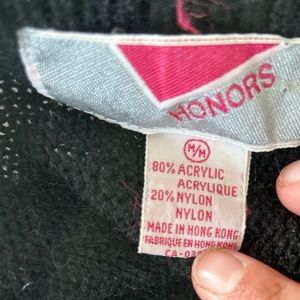 HONORS
M/M
80% ACRYLIC
ACRYLIQUE
20% NYLON
NYLON
MADE IN HONG KONG
FABRIQUE EN HONG KONG